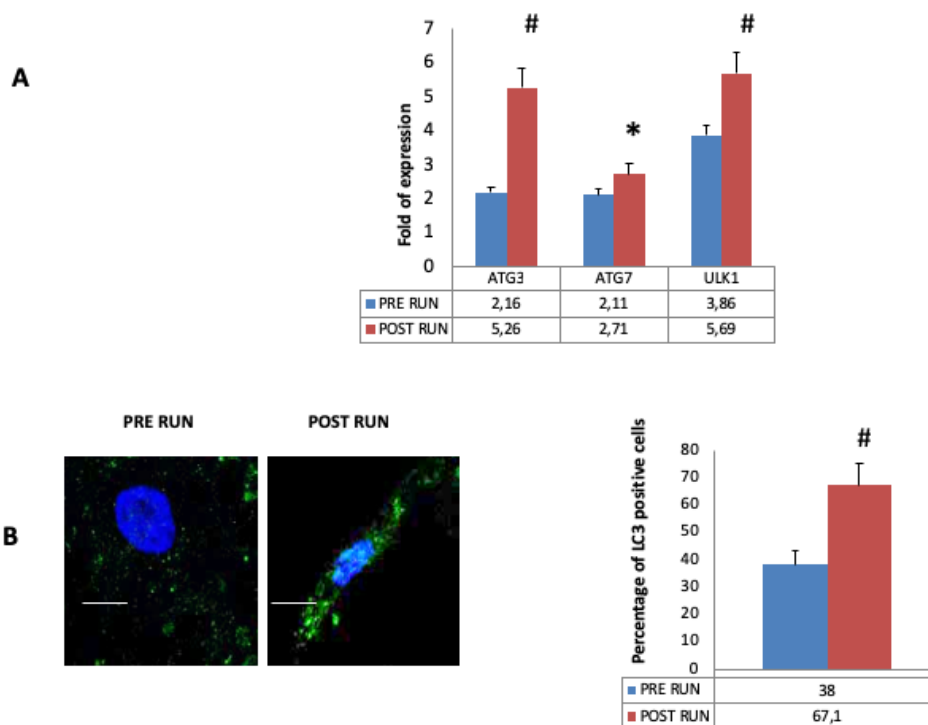 A
Fold of expression
7
6
5
4
3
2
1
0
#
*
#
ATG3 ATG7 ULK1
PRE RUN 2,16 2,11 3,86
POST RUN 5,26 2,71 5,69
B
PRE RUN POST RUN
Percentage of LC3 positive cells
80
70
60
50
40
30
20
10
0
#
PRE RUN 38
POST RUN 67,1